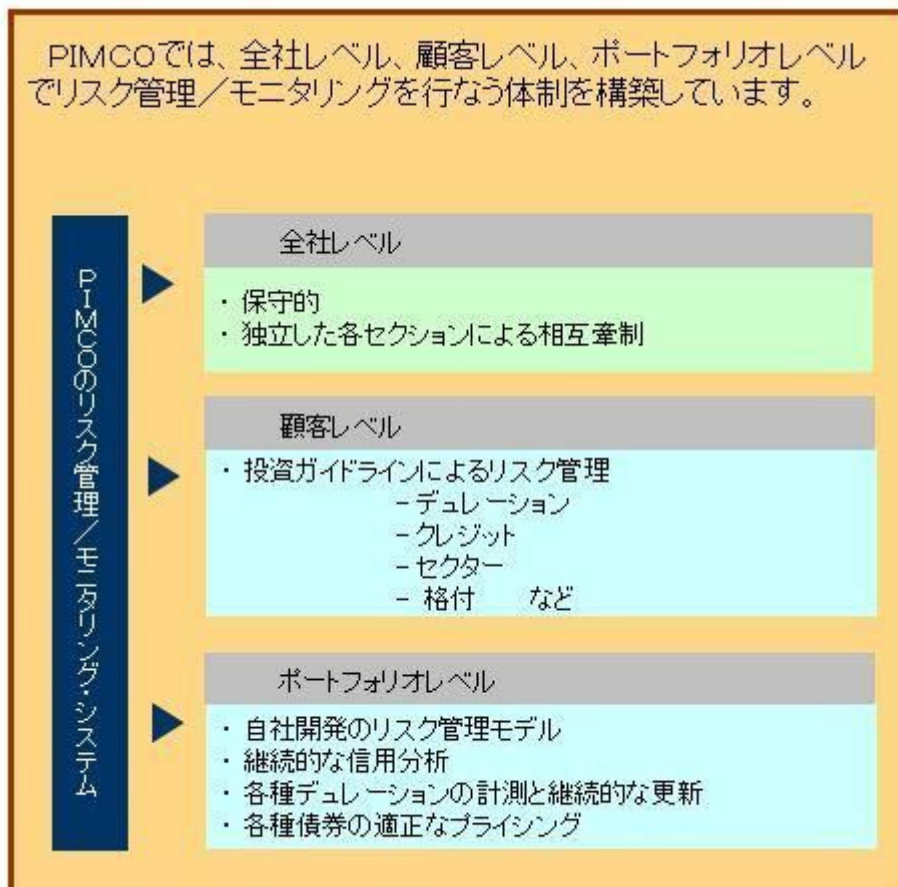 PIMCOでは、全社レベル、顧客レベル、ポートフォリオレベル
でリスク管理／モニタリングを行なう体制を構築しています。
PIMCOのリスク管理／モニタリング・システム
全社レベル
・ 保守的
・ 独立した各セクションによる相互牽制
顧客レベル
・ 投資ガイドラインによるリスク管理
－デュレーション
－クレジット
－セクター
－ 格付 など
ポートフォリオレベル
・ 自社開発のリスク管理モデル
・ 継続的な信用分析
・ 各種デュレーションの計測と継続的な更新
・ 各種債券の適正なプライシング